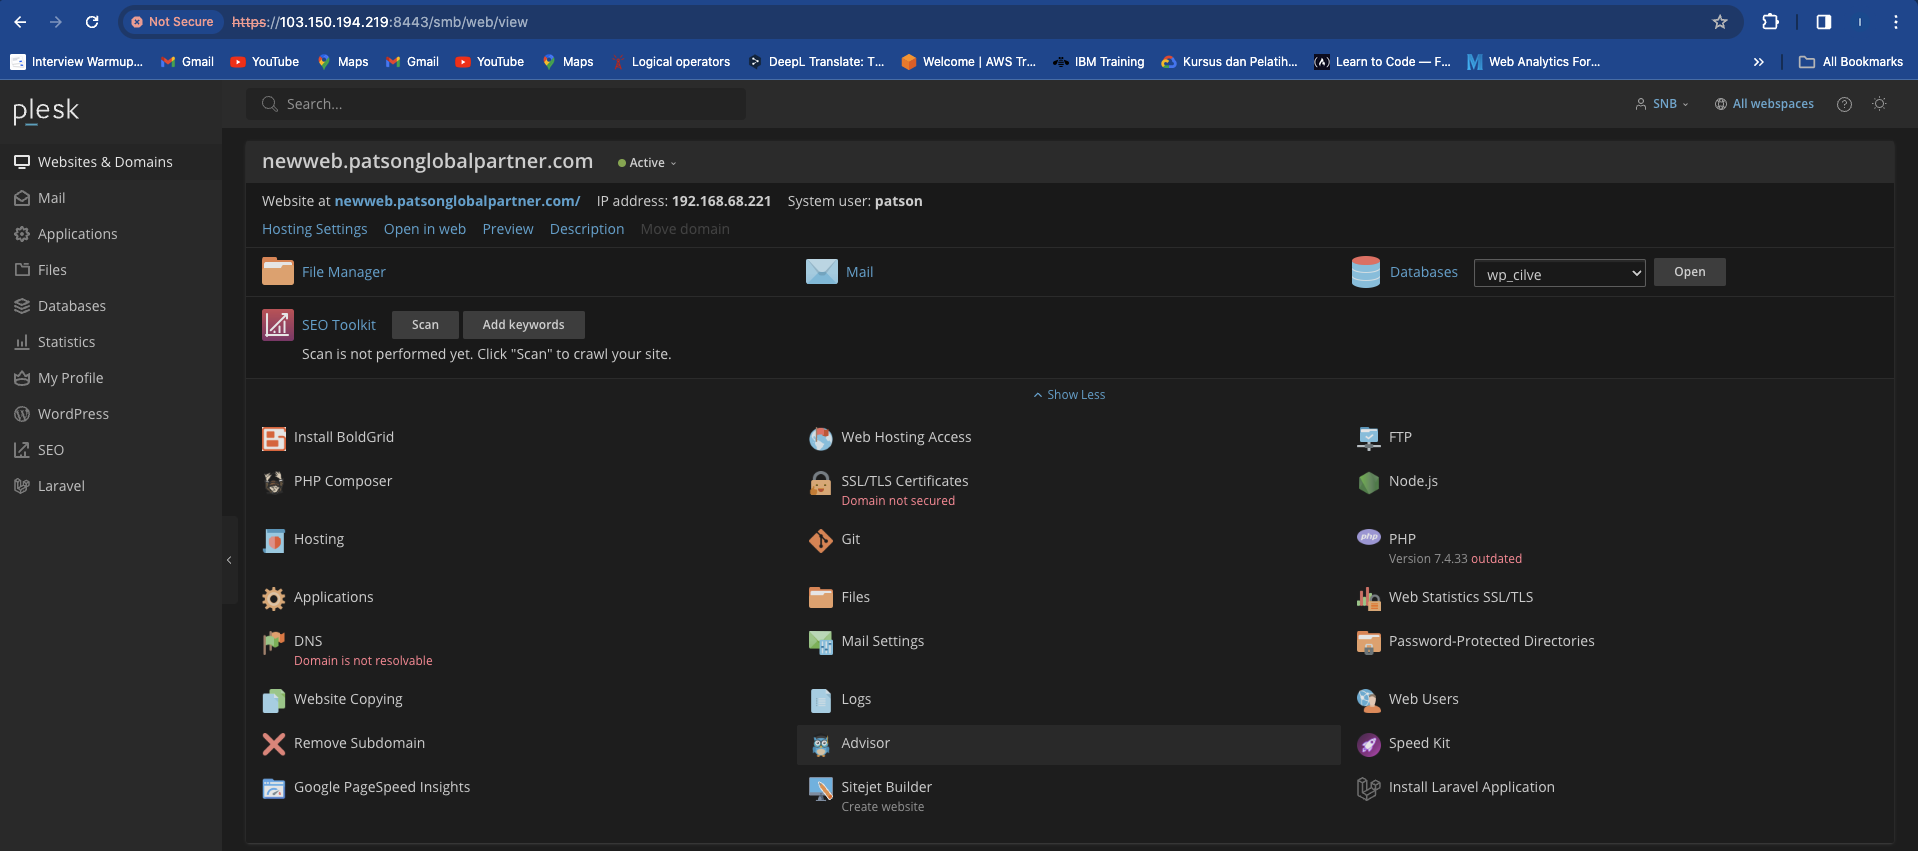 Not Secure https://103.150.194.219:8443/smb/web/view
Interview Warmup... Gmail YouTube Maps Gmail YouTube Maps Logical operators DeepL Translate: T... Welcome | AWS Tr... IBM Training Kursus dan Pelatih... Learn to Code — F... Web Analytics For... » All Bookmarks
plesk
Search...
SNB All webspaces
Websites & Domains
Mail
Applications
Files
Databases
Statistics
My Profile
WordPress
SEO
Laravel
newweb.patsonglobalpartner.com Active
Website at newweb.patsonglobalpartner.com/ IP address: 192.168.68.221 System user: patson
Hosting Settings Open in web Preview Description Move domain
File Manager Mail Databases wp_cilve Open
SEO Toolkit Scan Add keywords
Scan is not performed yet. Click "Scan" to crawl your site.
Show Less
Install BoldGrid Web Hosting Access FTP
PHP Composer SSL/TLS Certificates Node.js
Domain not secured
Hosting Git php PHP
Version 7.4.33 outdated
Applications Files Web Statistics SSL/TLS
DNS Mail Settings Password-Protected Directories
Domain is not resolvable
Website Copying Logs Web Users
Remove Subdomain Advisor Speed Kit
Google PageSpeed Insights Sitejet Builder Install Laravel Application
Create website